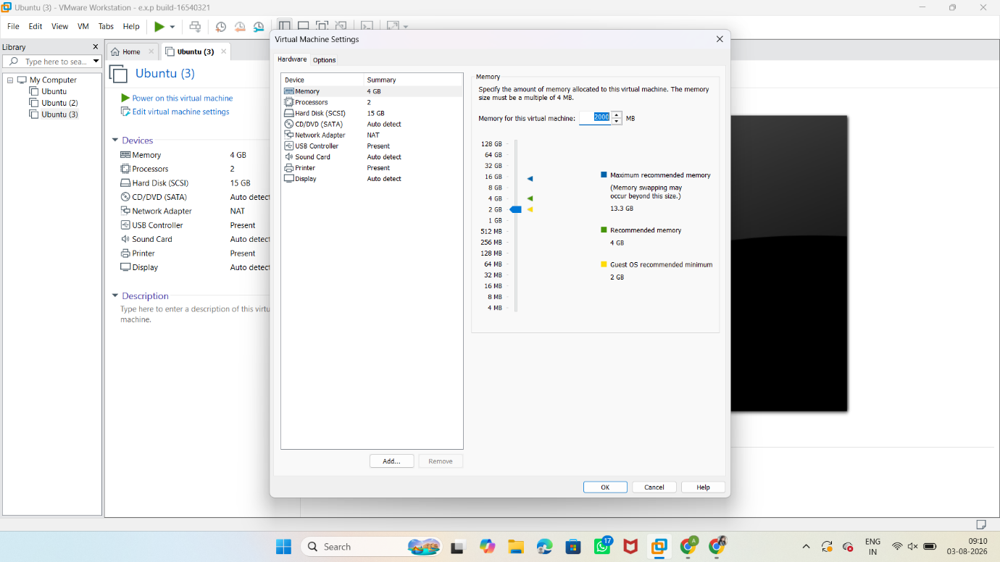 Ubuntu (3) - VMware Workstation - e.x.p build-16540321
File Edit View VM Tabs Help
Library
Type here to sea...
My Computer
Ubuntu
Ubuntu (2)
Ubuntu (3)
Home
Ubuntu (3)
Ubuntu (3)
Power on this virtual machine
Edit virtual machine settings
Devices
Memory 4 GB
Processors 2
Hard Disk (SCSI) 15 GB
CD/DVD (SATA) Auto detect
Network Adapter NAT
USB Controller Present
Sound Card Auto detect
Printer Present
Display Auto detect
Description
Type here to enter a description of this virtu
machine.
Virtual Machine Settings
Hardware Options
Device Summary
Memory 4 GB
Processors 2
Hard Disk (SCSI) 15 GB
CD/DVD (SATA) Auto detect
Network Adapter NAT
USB Controller Present
Sound Card Auto detect
Printer Present
Display Auto detect
Add... Remove
Memory
Specify the amount of memory allocated to this virtual machine. The memory
size must be a multiple of 4 MB.
Memory for this virtual machine: 2000 MB
128 GB
64 GB
32 GB
16 GB
8 GB
4 GB
2 GB
1 GB
512 MB
256 MB
128 MB
64 MB
32 MB
16 MB
8 MB
4 MB
Maximum recommended memory
(Memory swapping may
occur beyond this size.)
13.3 GB
Recommended memory
4 GB
Guest OS recommended minimum
2 GB
OK Cancel Help
Search
17
A
ENG
IN
09:10
03-08-2026